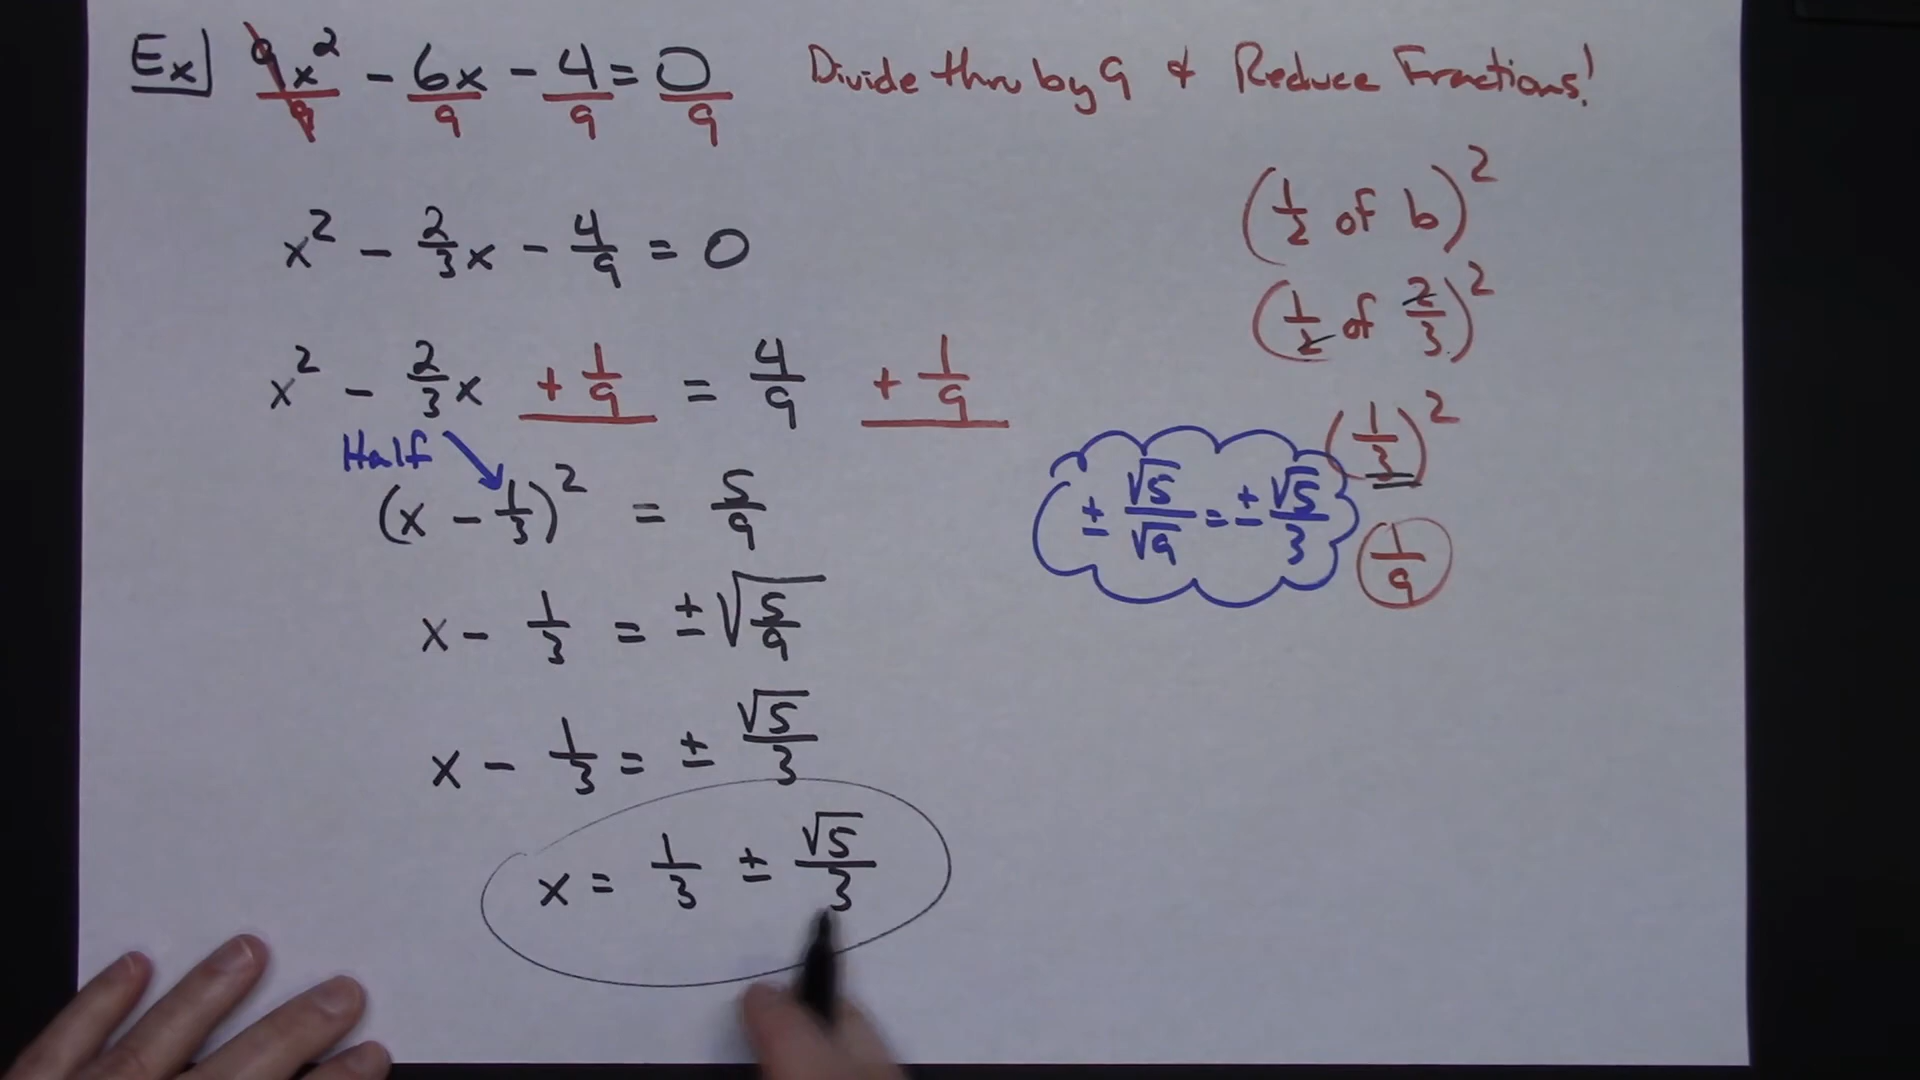 Ex] 9x²/9 - 6x/9 - 4/9 = 0/9 Divide thru by 9 & Reduce Fractions!
(1/2 of b)²
x² - 2/3x - 4/9 = 0
(1/2 of 2/3)²
x² - 2/3x + 1/9 = 4/9 + 1/9
(1/3)²
Half
(x - 1/3)² = 5/9
± √5/√9 = ± √5/3
1/9
x - 1/3 = ±√(5/9)
x - 1/3 = ± √5/3
x = 1/3 ± √5/3